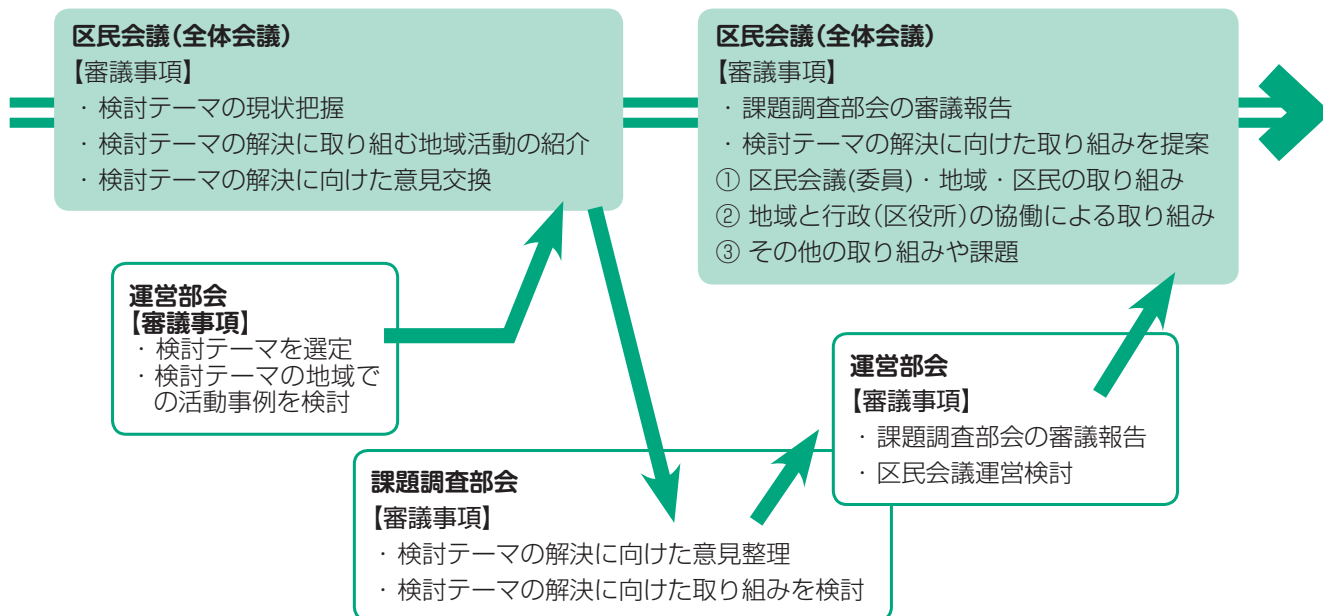 区民会議（全体会議）
【審議事項】
・検討テーマの現状把握
・検討テーマの解決に取り組む地域活動の紹介
・検討テーマの解決に向けた意見交換
区民会議（全体会議）
【審議事項】
・課題調査部会の審議報告
・検討テーマの解決に向けた取り組みを提案
① 区民会議(委員)・地域・区民の取り組み
② 地域と行政（区役所）の協働による取り組み
③ その他の取り組みや課題
運営部会
【審議事項】
・検討テーマを選定
・検討テーマの地域で
の活動事例を検討
課題調査部会
【審議事項】
・検討テーマの解決に向けた意見整理
・検討テーマの解決に向けた取り組みを検討
運営部会
【審議事項】
・課題調査部会の審議報告
・区民会議運営検討